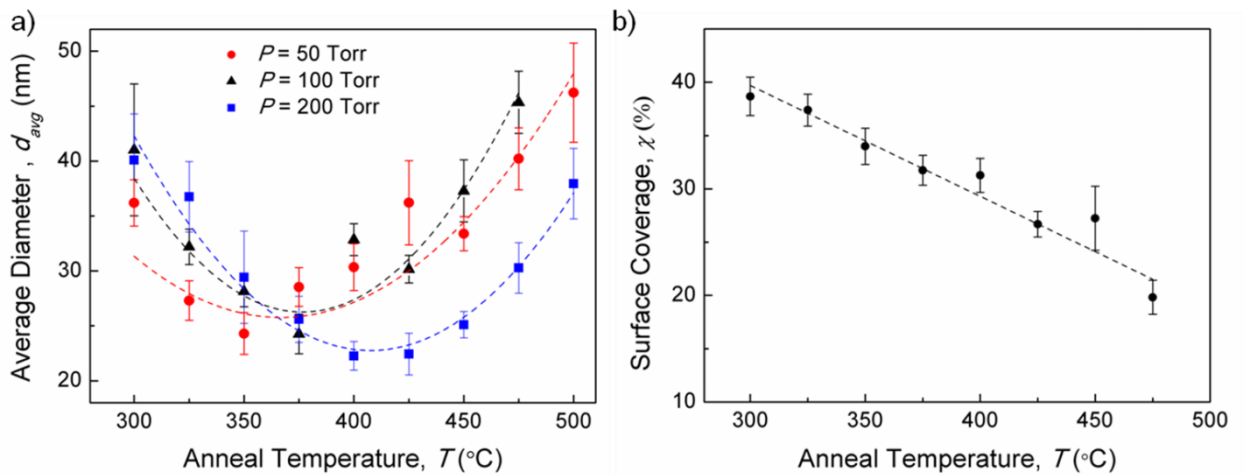 a)
Average Diameter , d_avg (nm)
50
40
30
20
P = 50 Torr
P = 100 Torr
P = 200 Torr
300 350 400 450 500
Anneal Temperature, T (°C)
b)
Surface Coverage, χ (%)
40
30
20
10
300 350 400 450 500
Anneal Temperature, T (°C)